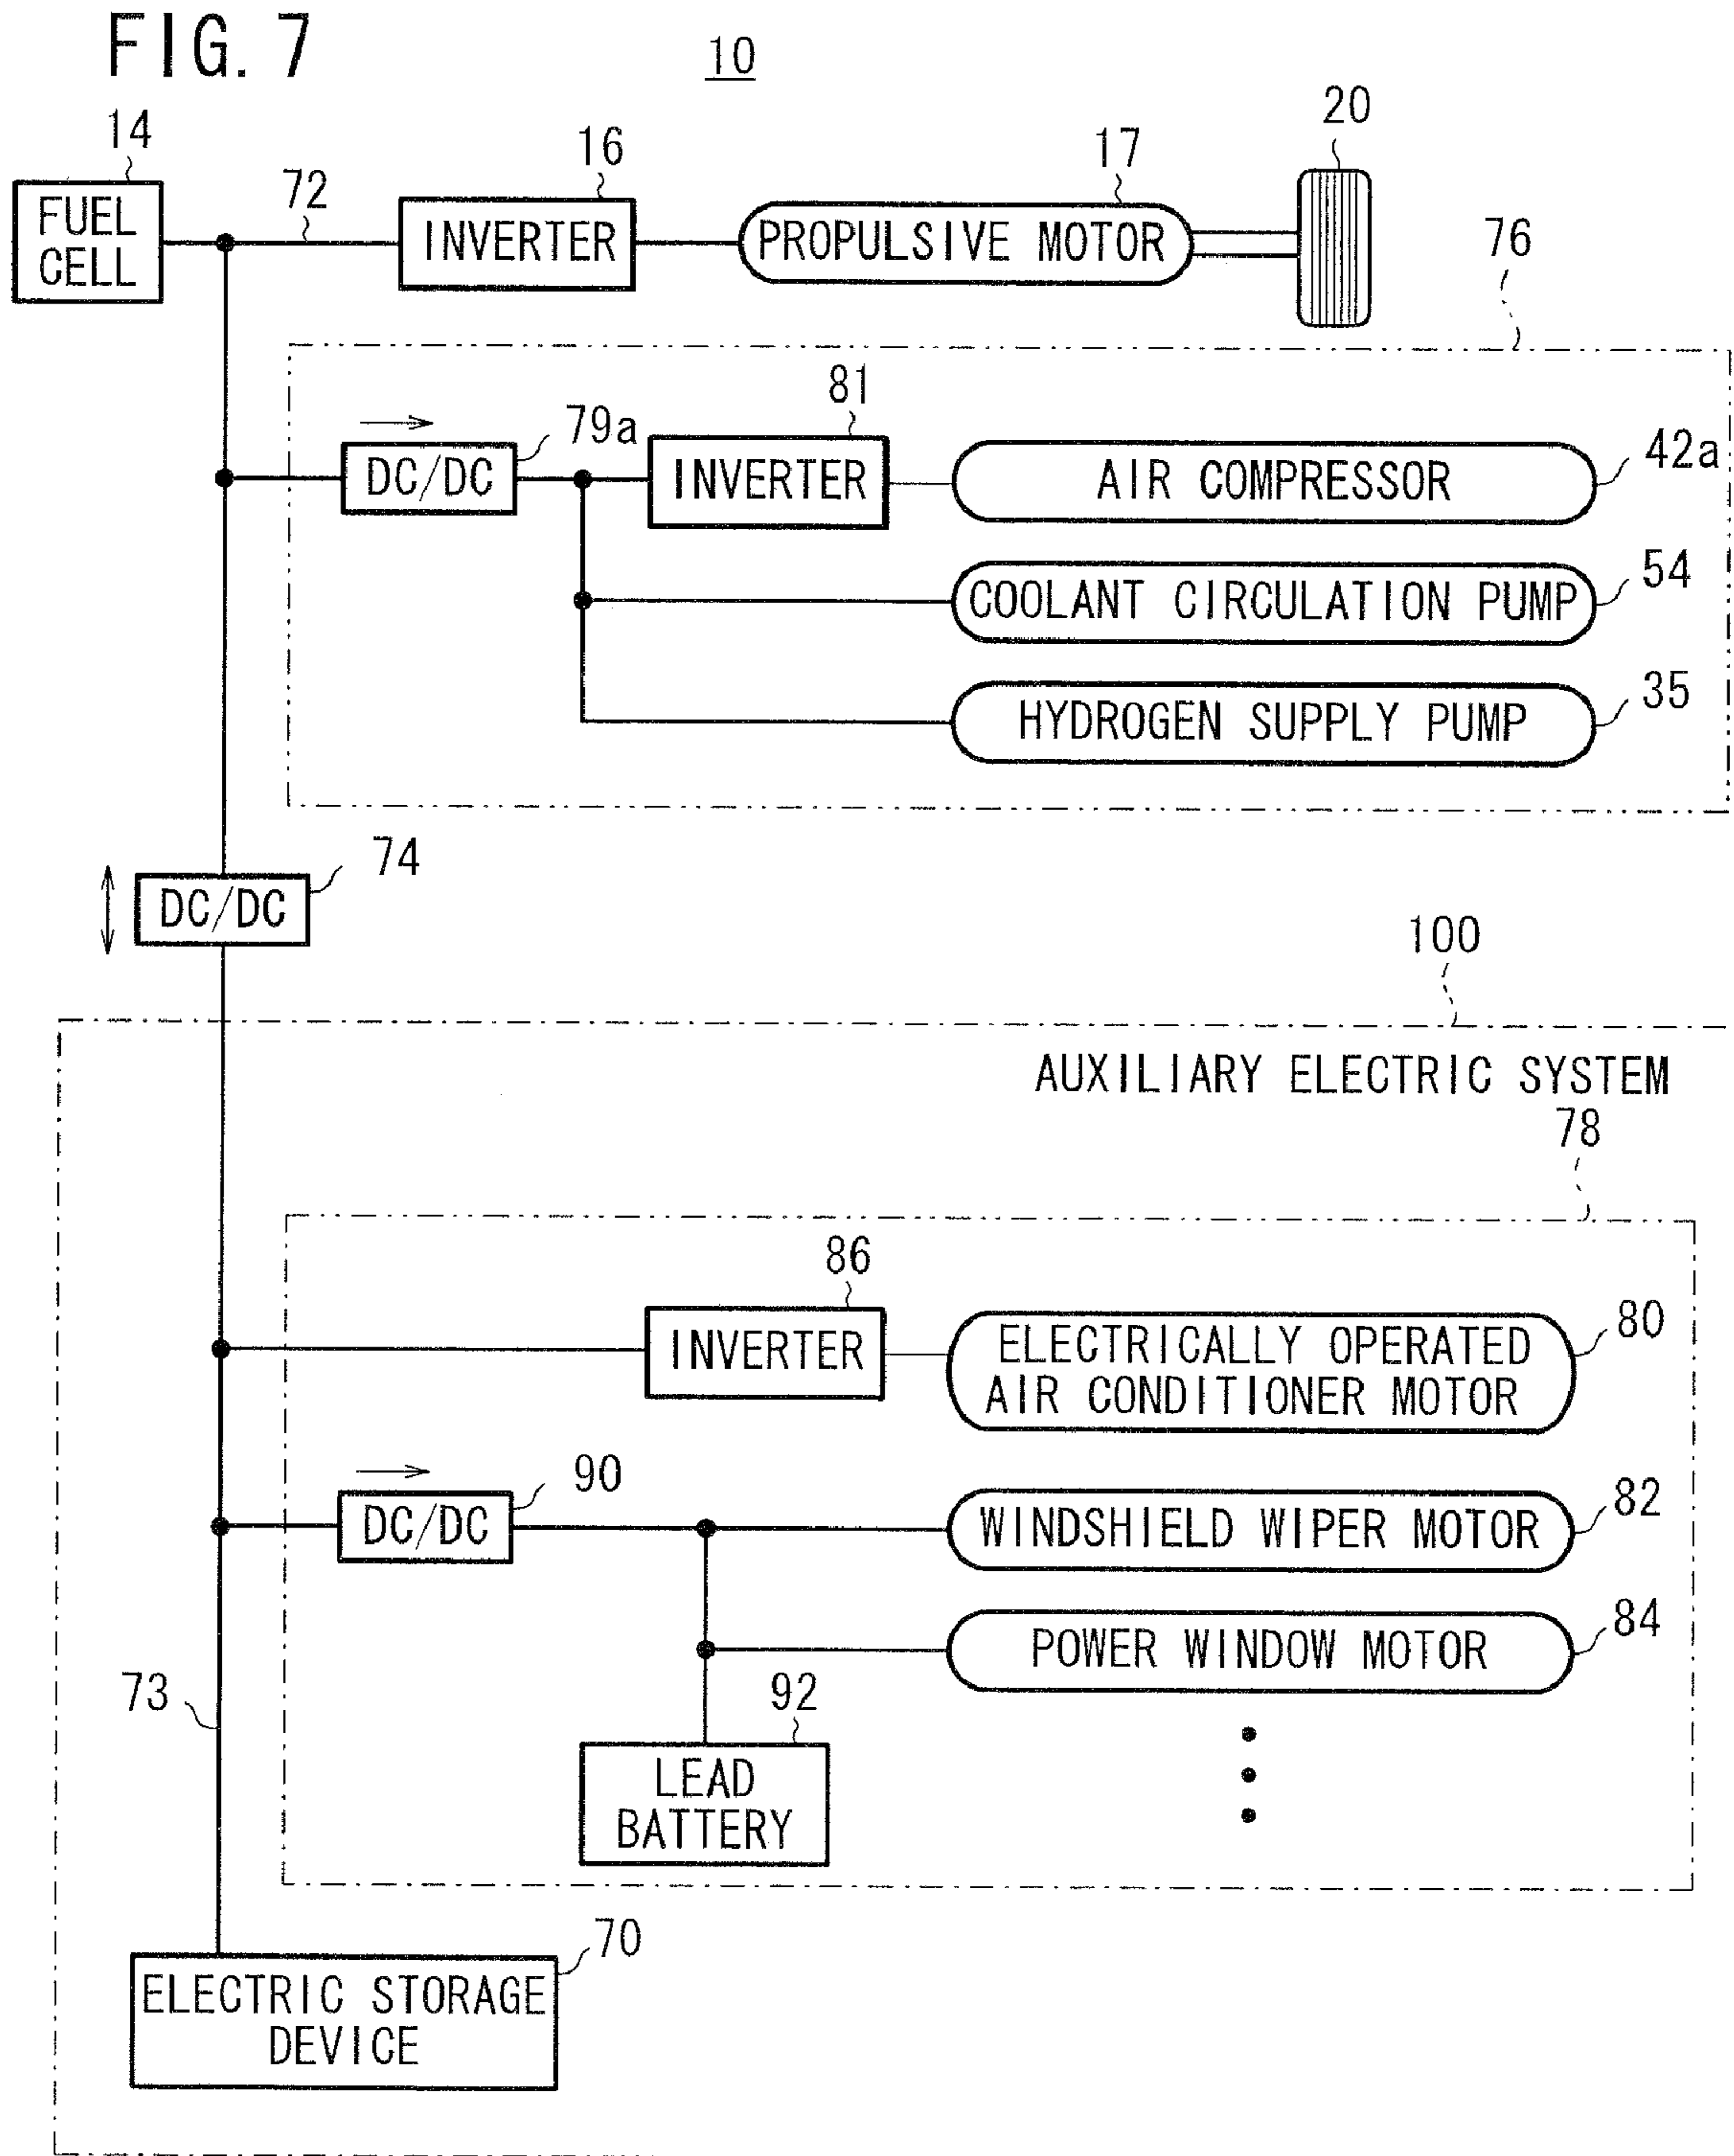 FIG. 7
10
14
FUEL
CELL
72
16
INVERTER
17
PROPULSIVE MOTOR
20
76
79a
DC/DC
81
INVERTER
AIR COMPRESSOR
42a
COOLANT CIRCULATION PUMP
54
HYDROGEN SUPPLY PUMP
35
74
DC/DC
100
AUXILIARY ELECTRIC SYSTEM
78
86
INVERTER
ELECTRICALLY OPERATED
AIR CONDITIONER MOTOR
80
90
DC/DC
WINDSHIELD WIPER MOTOR
82
POWER WINDOW MOTOR
84
73
92
LEAD
BATTERY
70
ELECTRIC STORAGE
DEVICE